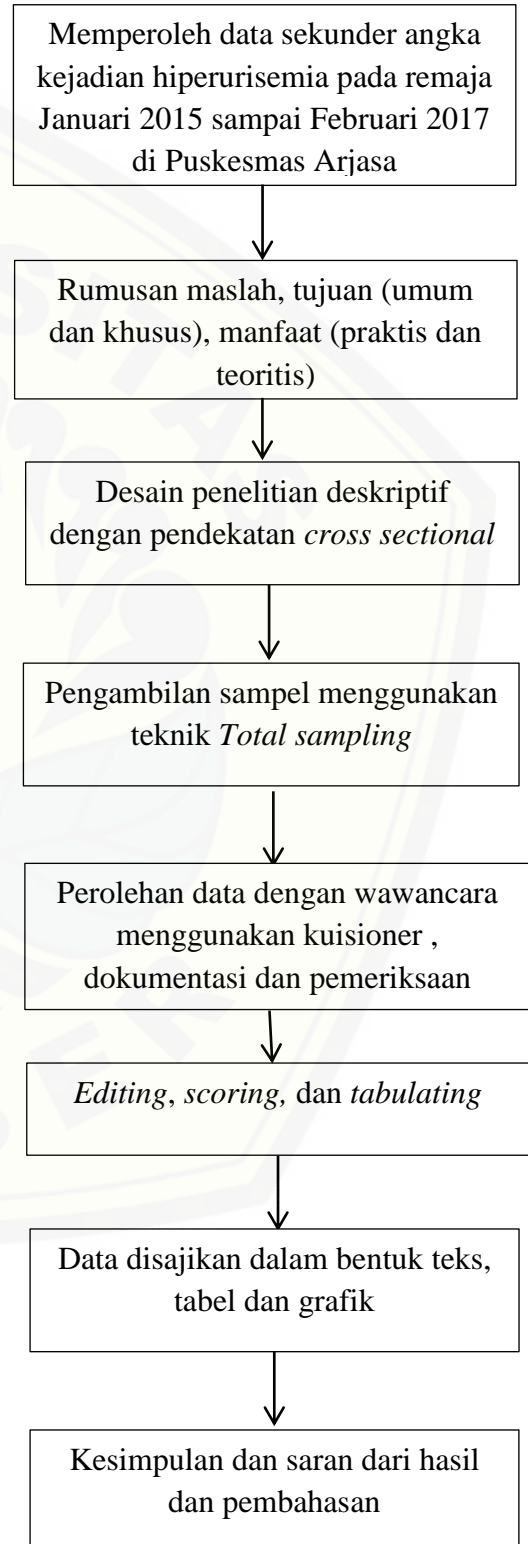 Memperoleh data sekunder angka
kejadian hiperurisemia pada remaja
Januari 2015 sampai Februari 2017
di Puskesmas Arjasa
Rumusan maslah, tujuan (umum
dan khusus), manfaat (praktis dan
teoritis)
Desain penelitian deskriptif
dengan pendekatan cross sectional
Pengambilan sampel menggunakan
teknik Total sampling
Perolehan data dengan wawancara
menggunakan kuisioner ,
dokumentasi dan pemeriksaan
Editing, scoring, dan tabulating
Data disajikan dalam bentuk teks,
tabel dan grafik
Kesimpulan dan saran dari hasil
dan pembahasan